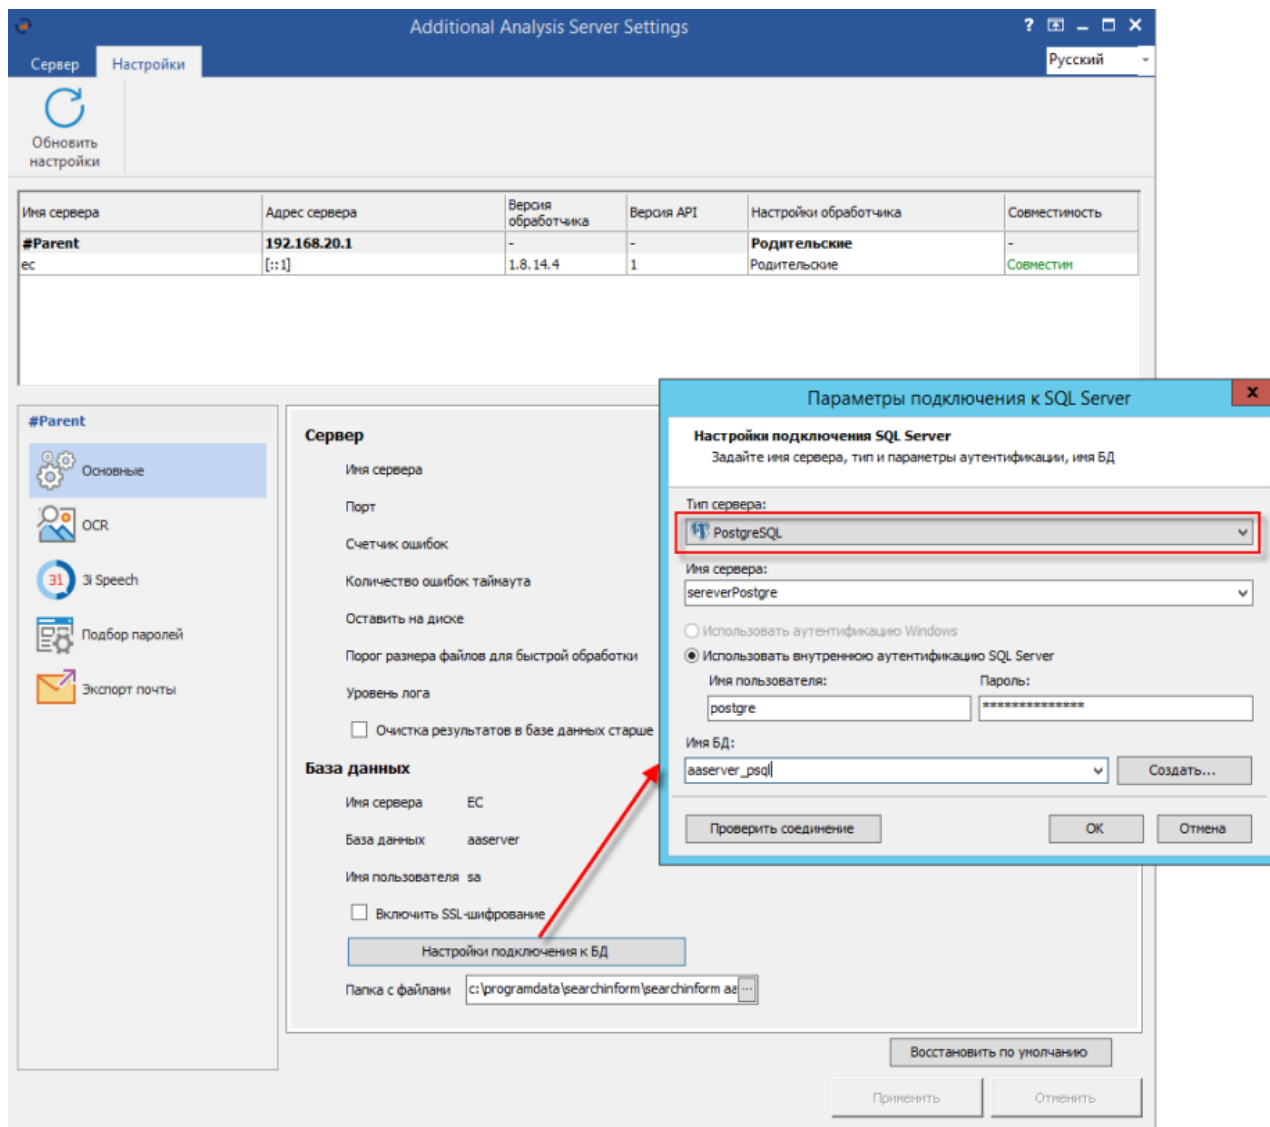 Additional Analysis Server Settings
Сервер
Настройки
Русский
Обновить
настройки
Имя сервера Адрес сервера Версия обработчика Версия API Настройки обработчика Совместимость
#Parent 192.168.20.1 - - Родительские -
ec [::1] 1.8.14.4 1 Родительские Совместим
#Parent
Основные
OCR
3i Speech
Подбор паролей
Экспорт почты
Сервер
Имя сервера
Порт
Счетчик ошибок
Количество ошибок таймаута
Оставить на диске
Порог размера файлов для быстрой обработки
Уровень лога
Очистка результатов в базе данных старше
База данных
Имя сервера EC
База данных aaserver
Имя пользователя sa
Включить SSL-шифрование
Настройки подключения к БД
Папка с файлами c:\programdata\searchinform\searchinform aa ...
Восстановить по умолчанию
Применить Отменить
Параметры подключения к SQL Server
Настройки подключения SQL Server
Задайте имя сервера, тип и параметры аутентификации, имя БД
Тип сервера:
PostgreSQL
Имя сервера:
sereverPostgre
Использовать аутентификацию Windows
Использовать внутреннюю аутентификацию SQL Server
Имя пользователя: Пароль:
postgre **************
Имя БД:
aaserver_psql Создать...
Проверить соединение OK Отмена